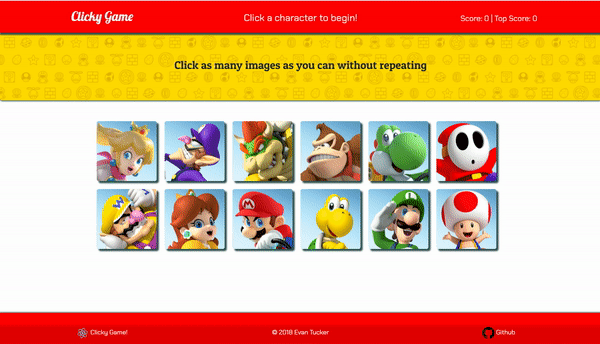 Clicky Game
Click a character to begin!
Score: 0 | Top Score: 0
Click as many images as you can without repeating
Clicky Game!
© 2018 Evan Tucker
Github